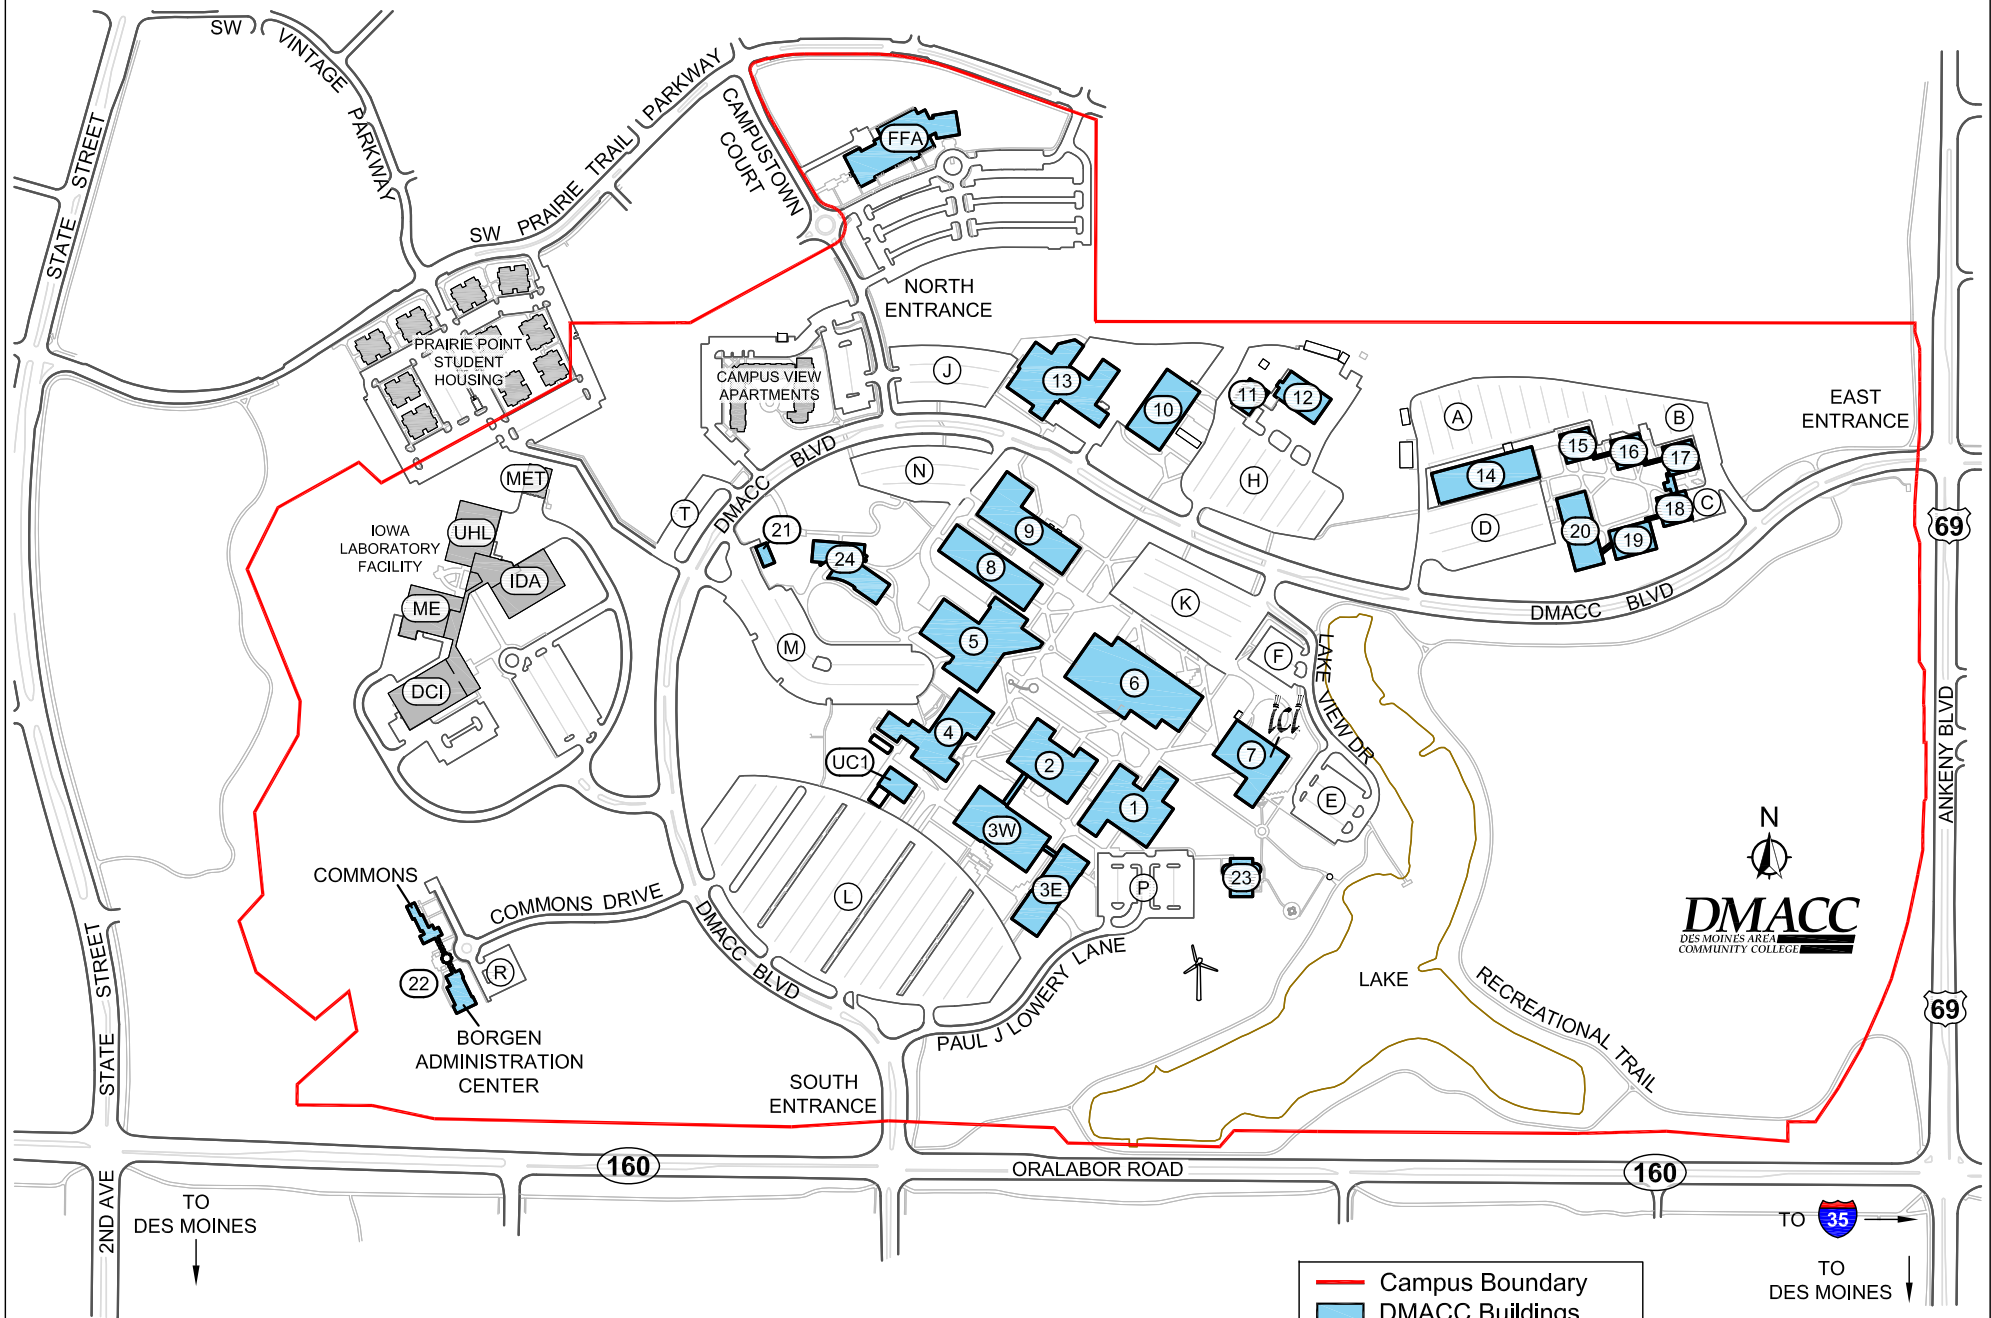 SW
VINTAGE PARKWAY
STATE STREET
SW PRAIRIE TRAIL PARKWAY
CAMPUSTOWN
COURT
FFA
NORTH
ENTRANCE
PRAIRIE POINT
STUDENT
HOUSING
CAMPUS VIEW
APARTMENTS
J
13
10
11
12
A
B
EAST
ENTRANCE
DMACC BLVD
N
H
14
15
16
17
18
C
D
20
19
69
MET
UHL
IOWA
LABORATORY
FACILITY
IDA
ME
DCI
T
21
24
9
8
5
K
M
6
F
LAKE VIEW DR
DMACC BLVD
ici
7
4
UC1
2
1
E
3W
3E
P
23
L
ANKENY BLVD
N
DMACC
DES MOINES AREA
COMMUNITY COLLEGE
COMMONS
COMMONS DRIVE
22
R
BORGEN
ADMINISTRATION
CENTER
DMACC BLVD
PAUL J LOWERY LANE
LAKE
RECREATIONAL TRAIL
69
STATE STREET
SOUTH
ENTRANCE
160
ORALABOR ROAD
160
2ND AVE
TO
DES MOINES
TO 35
TO
DES MOINES
Campus Boundary
DMACC Buildings